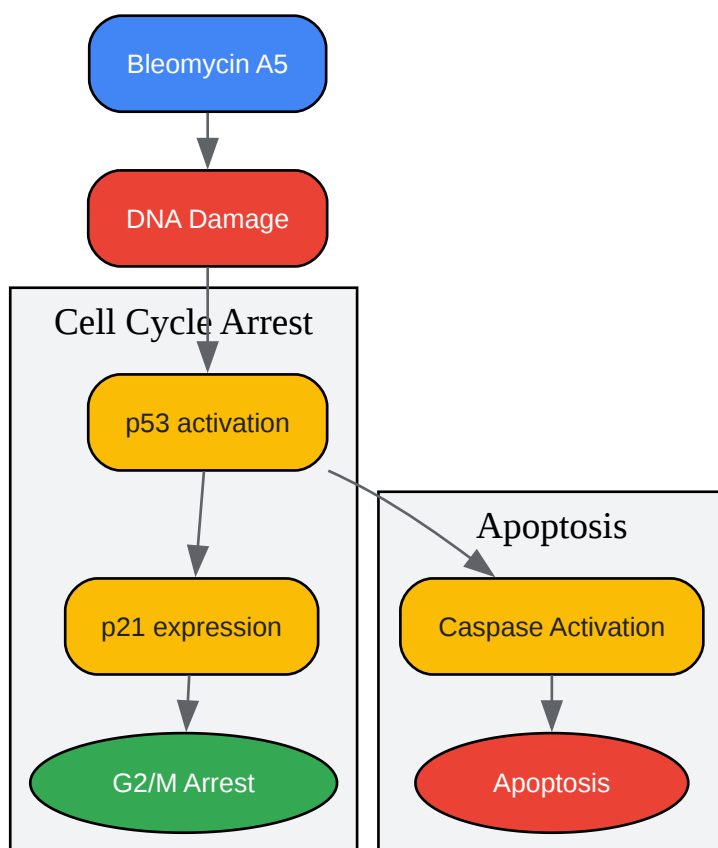 Bleomycin A5
DNA Damage
Cell Cycle Arrest
p53 activation
Apoptosis
p21 expression
Caspase Activation
G2/M Arrest
Apoptosis